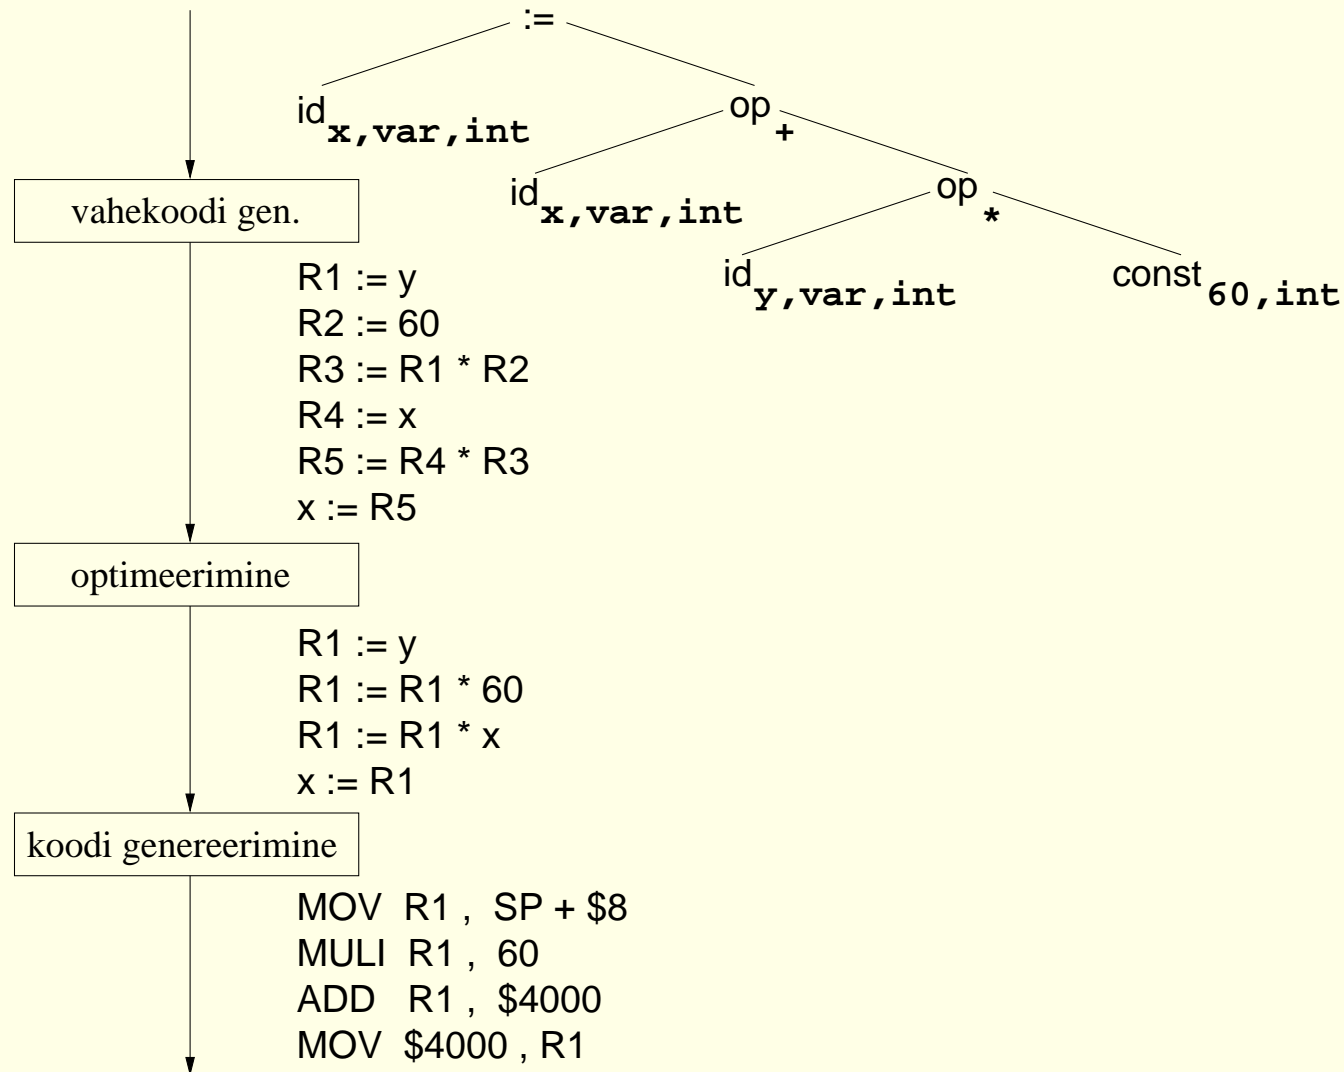 :=
id x,var,int
op +
id x,var,int
op *
id y,var,int
const 60,int
vahekoodi gen.
R1 := y
R2 := 60
R3 := R1 * R2
R4 := x
R5 := R4 * R3
x := R5
optimeerimine
R1 := y
R1 := R1 * 60
R1 := R1 * x
x := R1
koodi genereerimine
MOV R1 , SP + $8
MULI R1 , 60
ADD R1 , $4000
MOV $4000 , R1